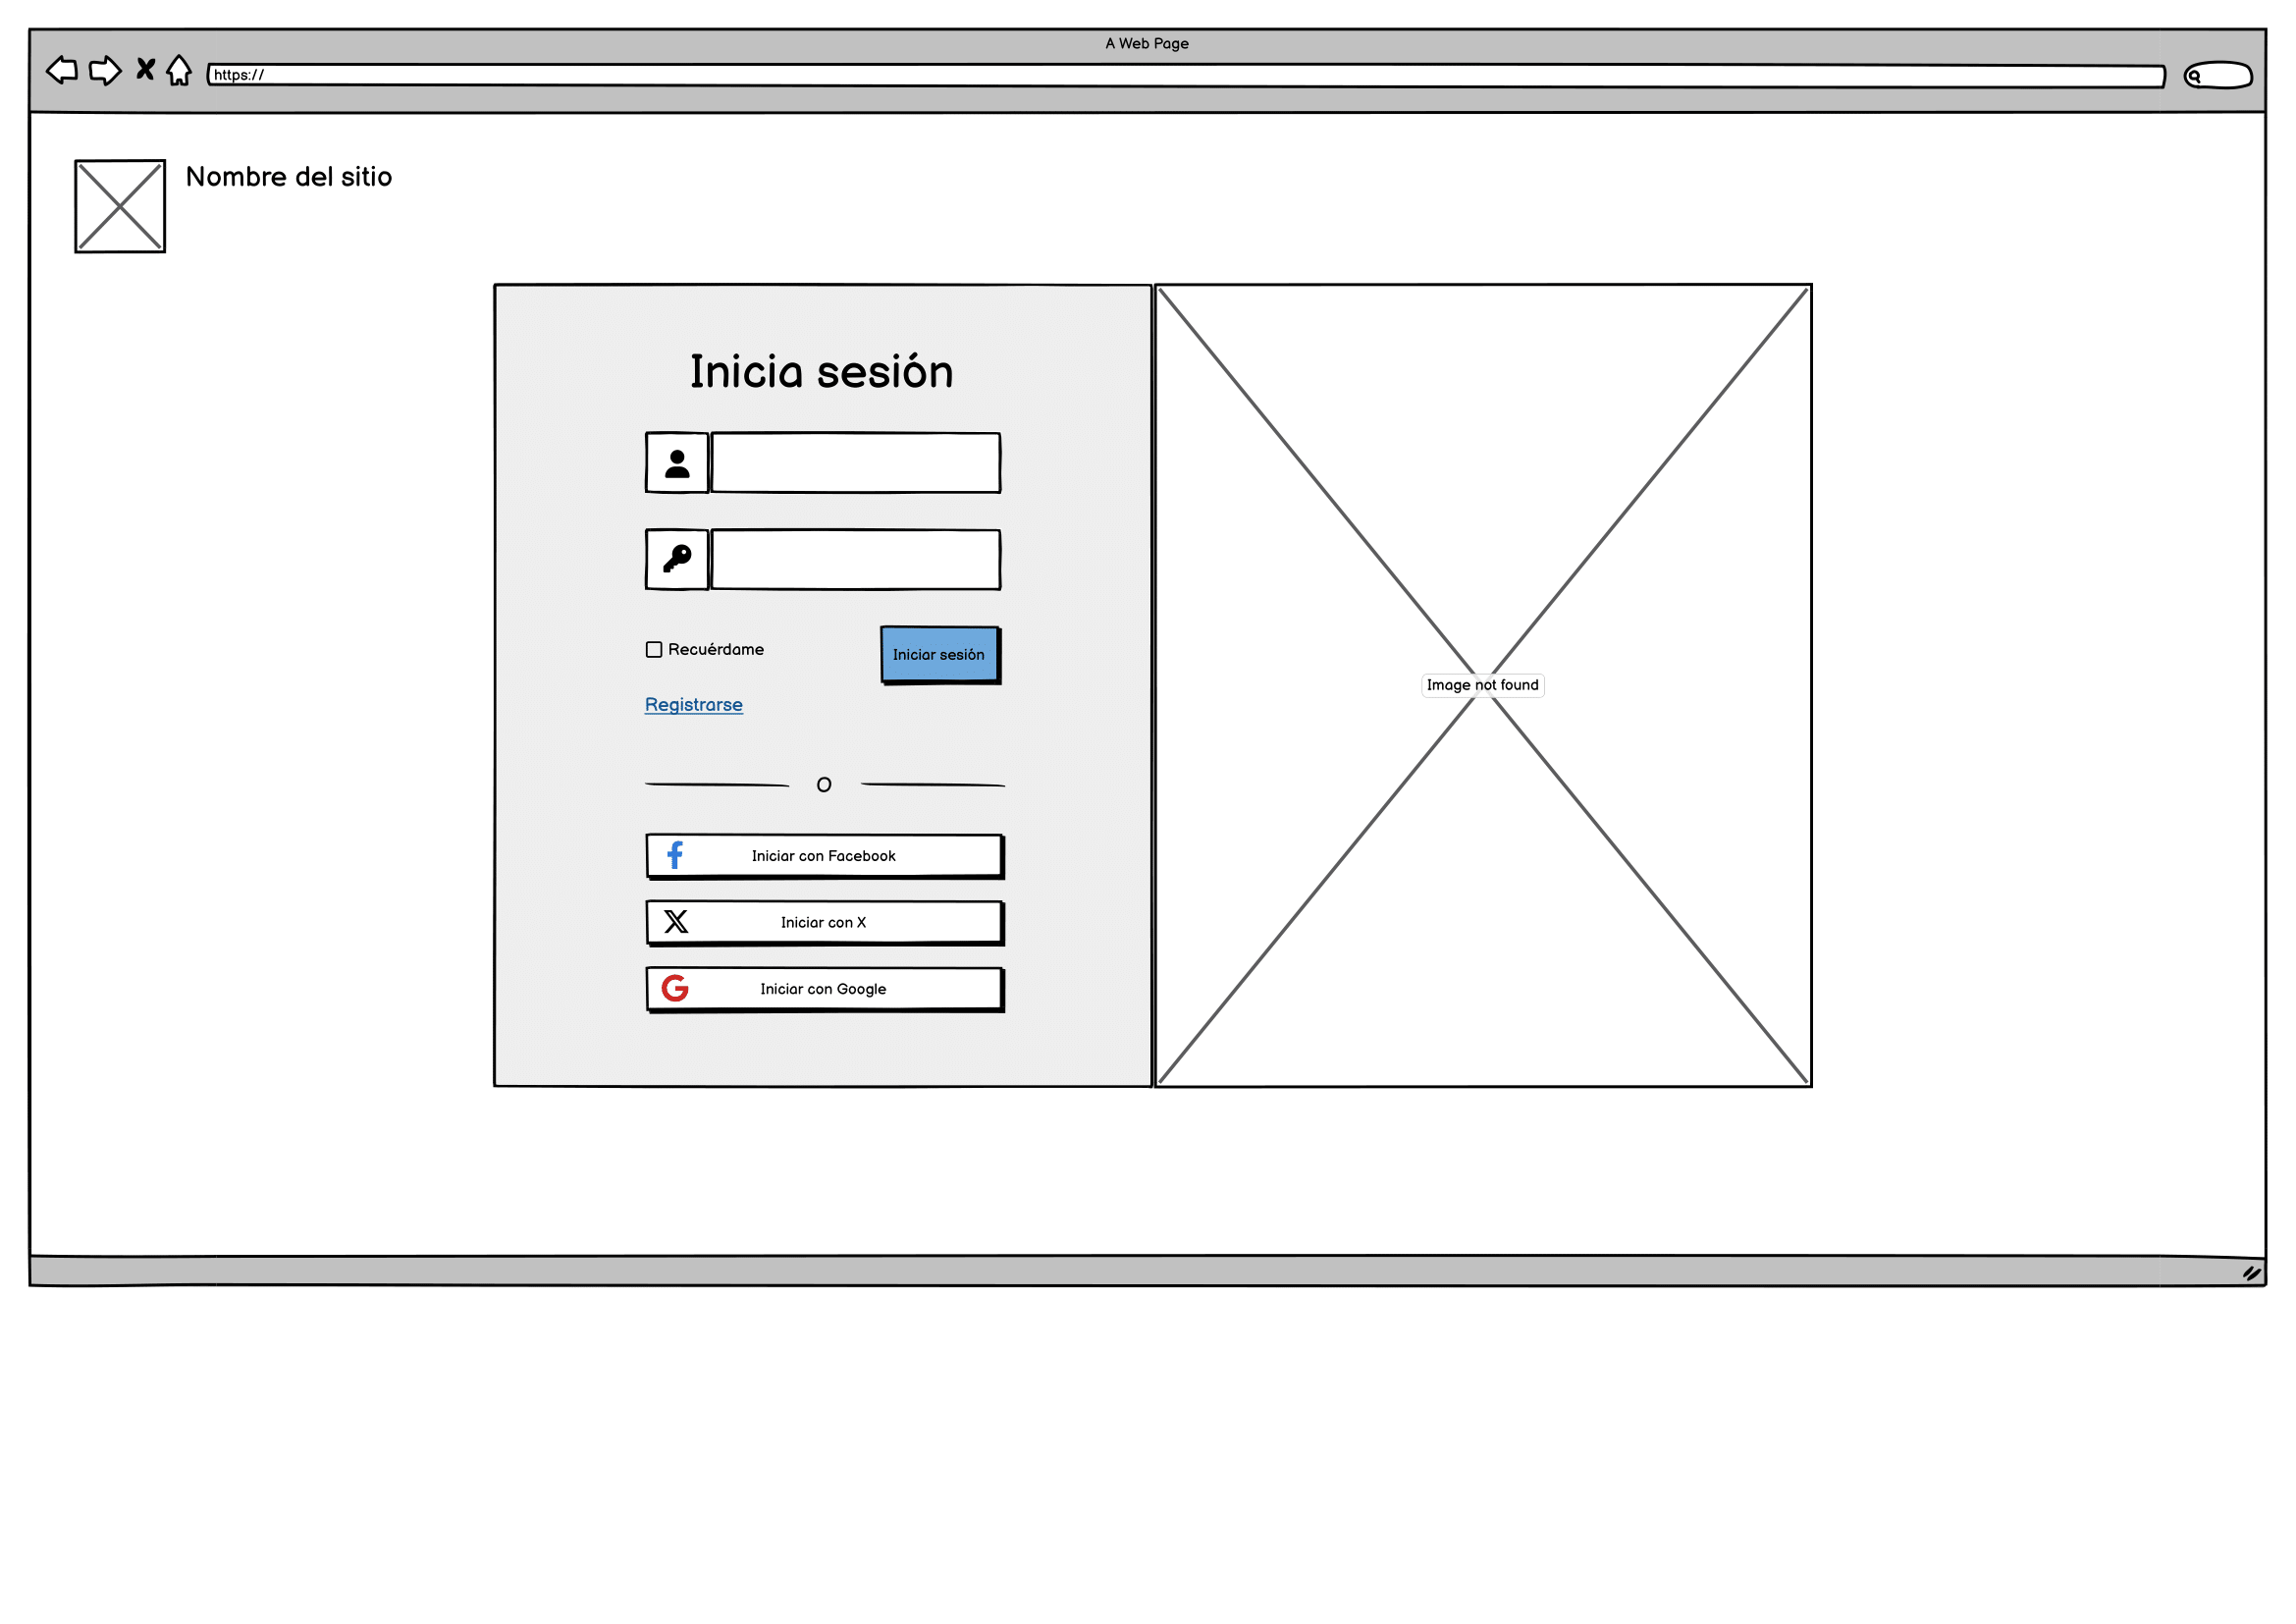 A Web Page
https://
Nombre del sitio
Inicia sesión
Recuérdame
Iniciar sesión
Registrarse
O
Iniciar con Facebook
Iniciar con X
Iniciar con Google
Image not found